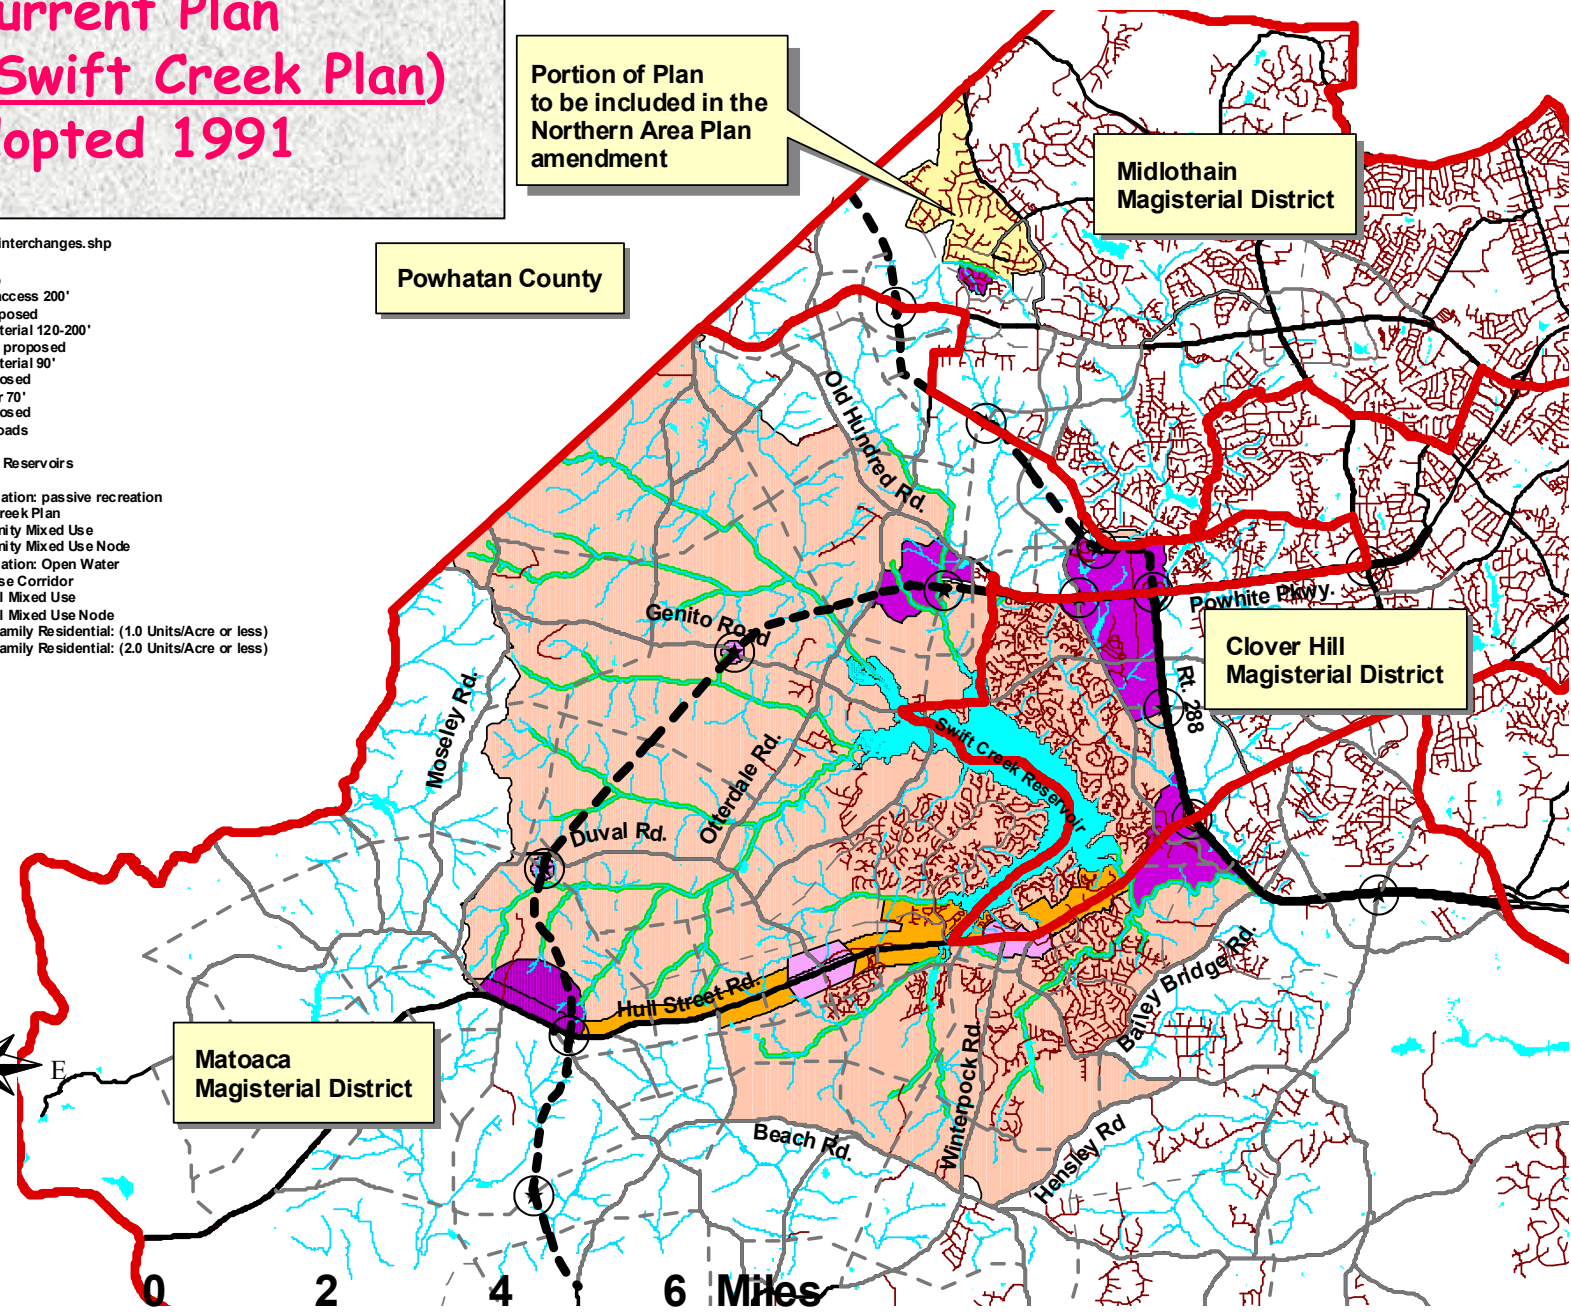 urrent Plan
Swift Creek Plan)
opted 1991
Portion of Plan
to be included in the
Northern Area Plan
amendment
Midlothain
Magisterial District
Powhatan County
interchanges.shp
access 200'
posed
terial 120-200'
proposed
terial 90'
osed
r 70'
osed
oads
Reservoirs
ation: passive recreation
reek Plan
nity Mixed Use
nity Mixed Use Node
ation: Open Water
se Corridor
l Mixed Use
l Mixed Use Node
amily Residential: (1.0 Units/Acre or less)
amily Residential: (2.0 Units/Acre or less)
Old Hundred Rd.
Powhite Pkwy.
Genito Road
Clover Hill
Magisterial District
Rt. 288
Moseley Rd.
Swift Creek Reservoir
Otterdale Rd.
Duval Rd.
Hull Street Rd.
Bailey Bridge Rd.
Matoaca
Magisterial District
E
Winterpock Rd.
Beach Rd.
Hensley Rd
0 2 4 6 Miles